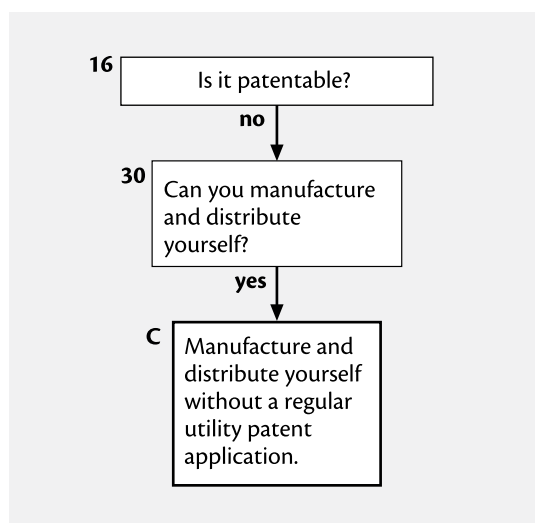 16
Is it patentable?
no
30
Can you manufacture
and distribute
yourself?
yes
C
Manufacture and
distribute yourself
without a regular
utility patent
application.